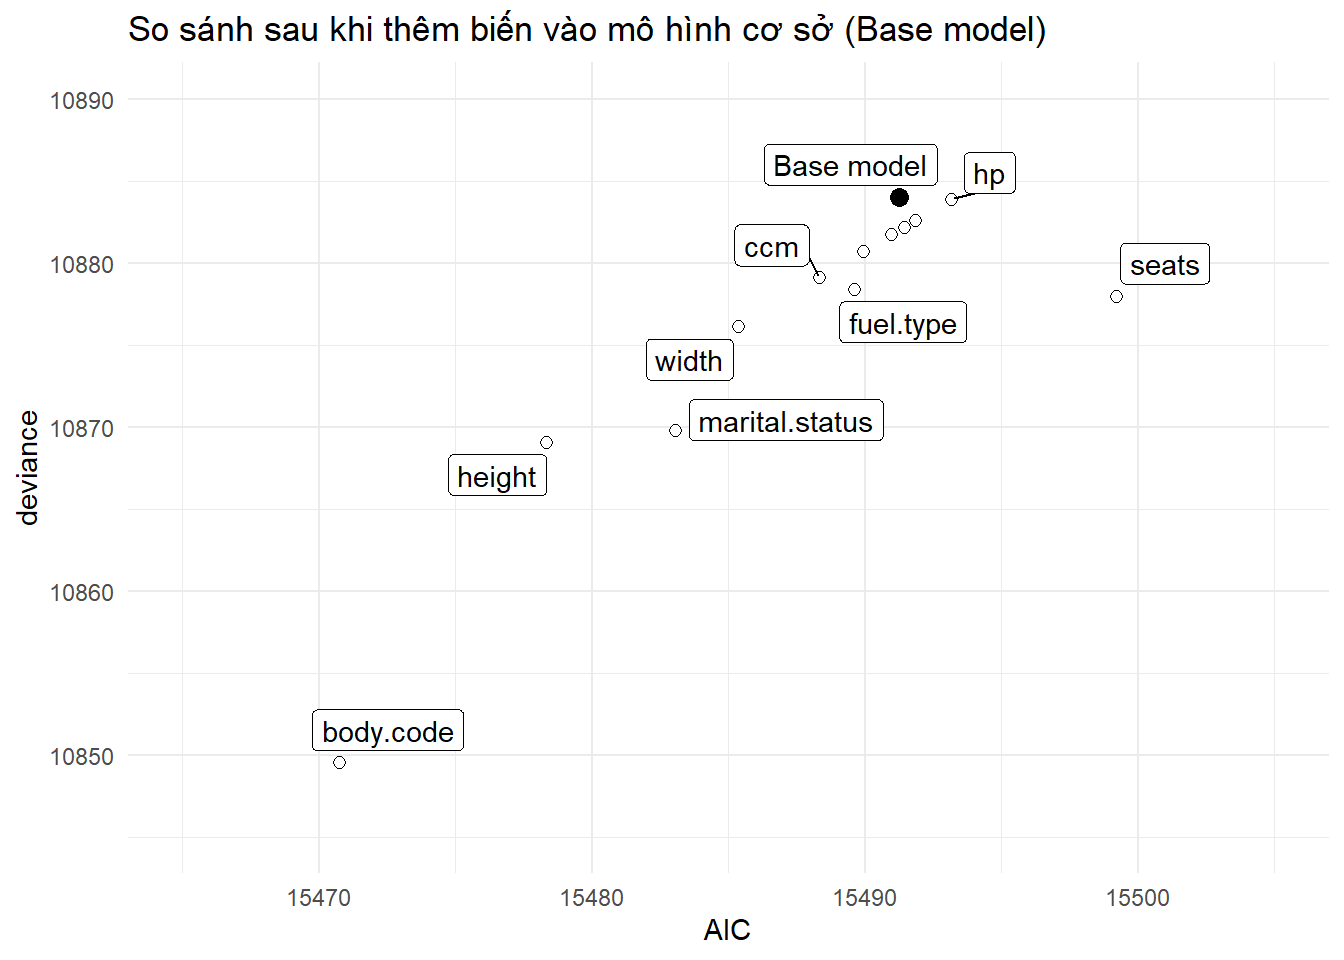 So sánh sau khi thêm biến vào mô hình cơ sở (Base model)
10890
Base model
hp
ccm
10880
seats
fuel.type
width
10870
marital.status
height
deviance
10860
body.code
10850
15470
15480
15490
15500
AIC